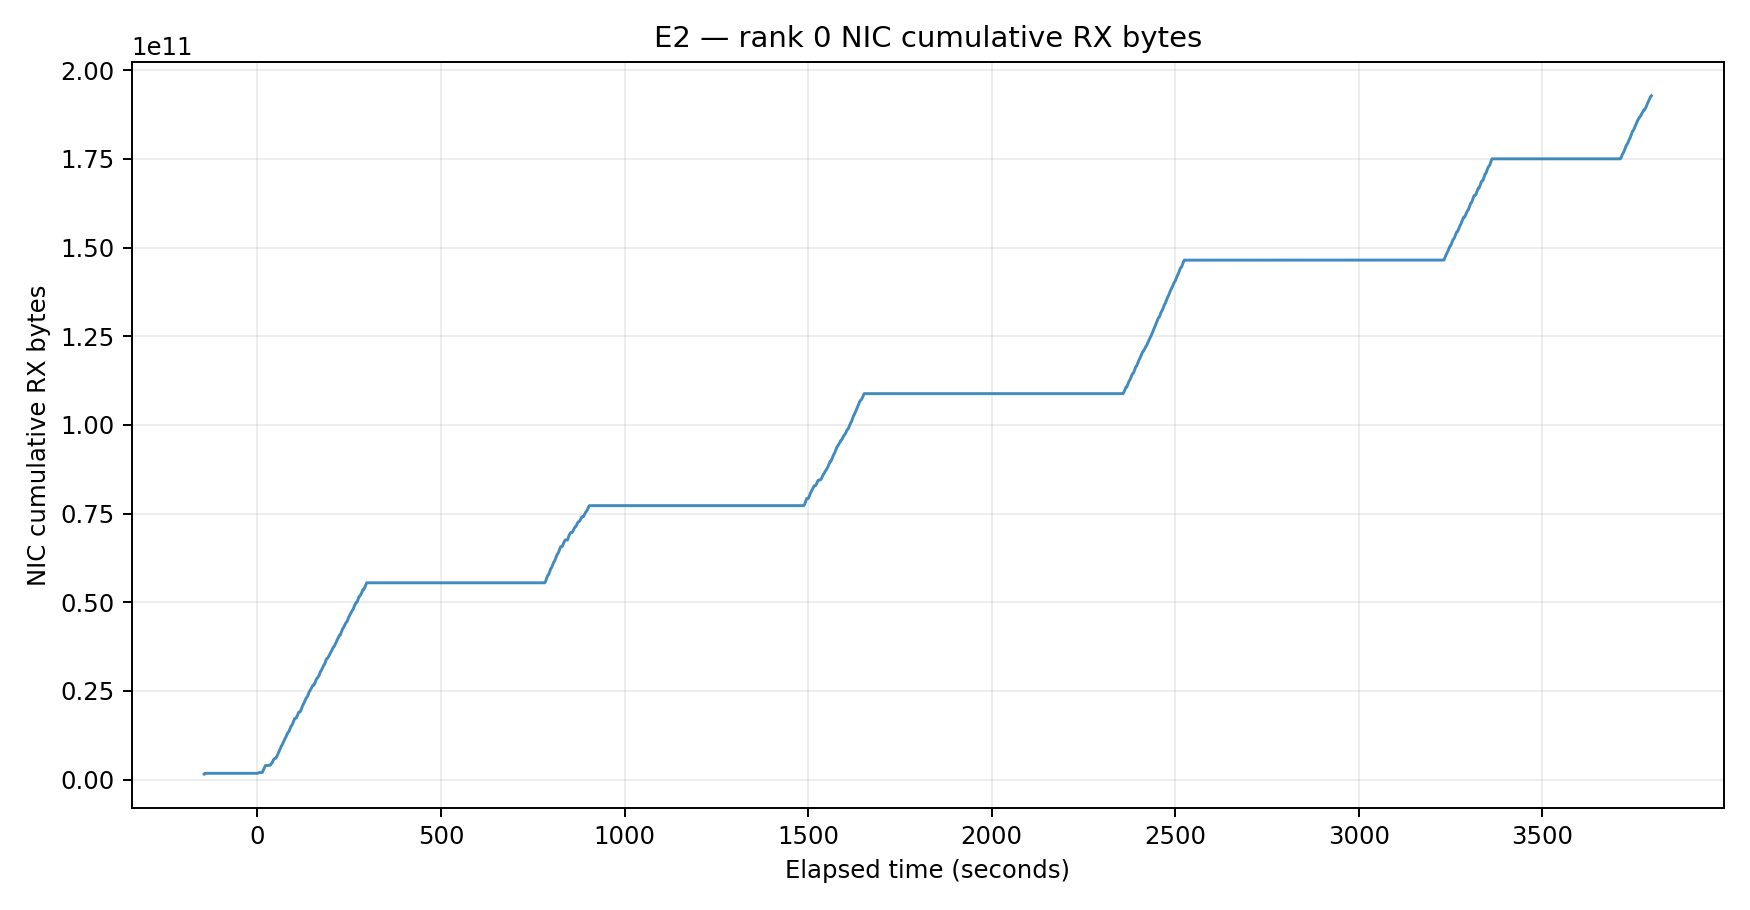 E2 — rank 0 NIC cumulative RX bytes
1e11
2.00
1.75
1.50
1.25
1.00
0.75
0.50
0.25
0.00
NIC cumulative RX bytes
0 500 1000 1500 2000 2500 3000 3500
Elapsed time (seconds)